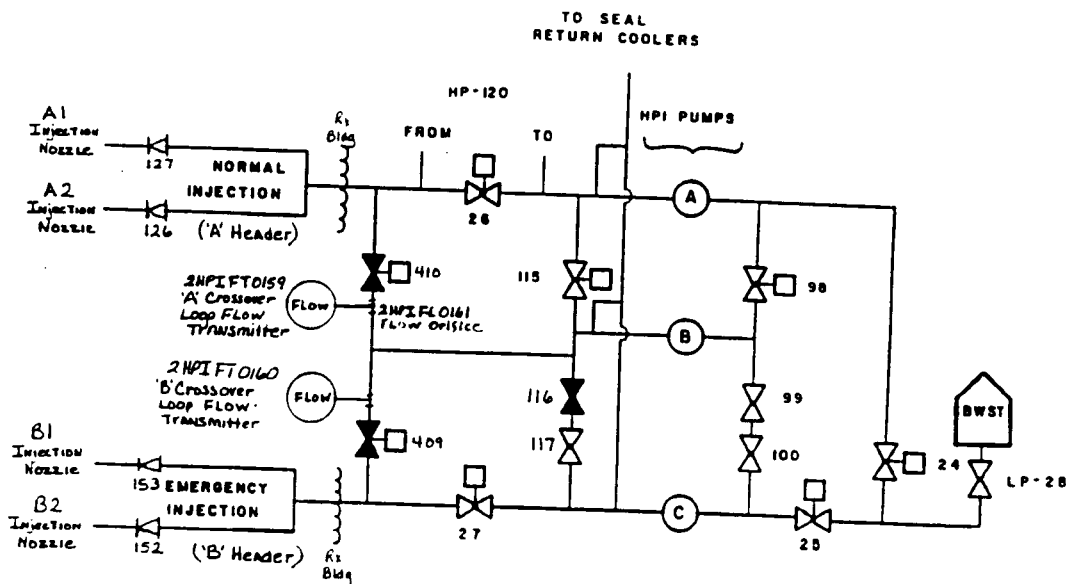 TO SEAL
RETURN COOLERS
HP-120
HPI PUMPS
FROM
TO
Rx
Bldg
A1
Injection
Nozzle
127
NORMAL
INJECTION
A2
Injection
Nozzle
126
('A' Header)
26
A
410
115
98
2HPIFT0159
'A' Crossover
Loop Flow
Transmitter
FLOW
2HPIFL0161
Flow Orifice
B
2HPIFT0160
'B' Crossover
Loop Flow
Transmitter
FLOW
116
99
BWST
409
117
100
24
LP-28
B1
Injection
Nozzle
153
EMERGENCY
INJECTION
B2
Injection
Nozzle
152
('B' Header)
Rx
Bldg
27
C
25